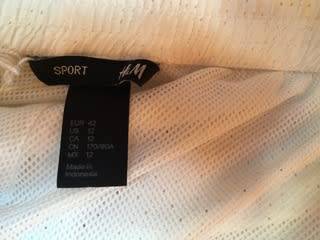 SPORT H&M
EUR 42
US 12
CA 12
CN 170/80A
MX 12
Made in
Indonesia